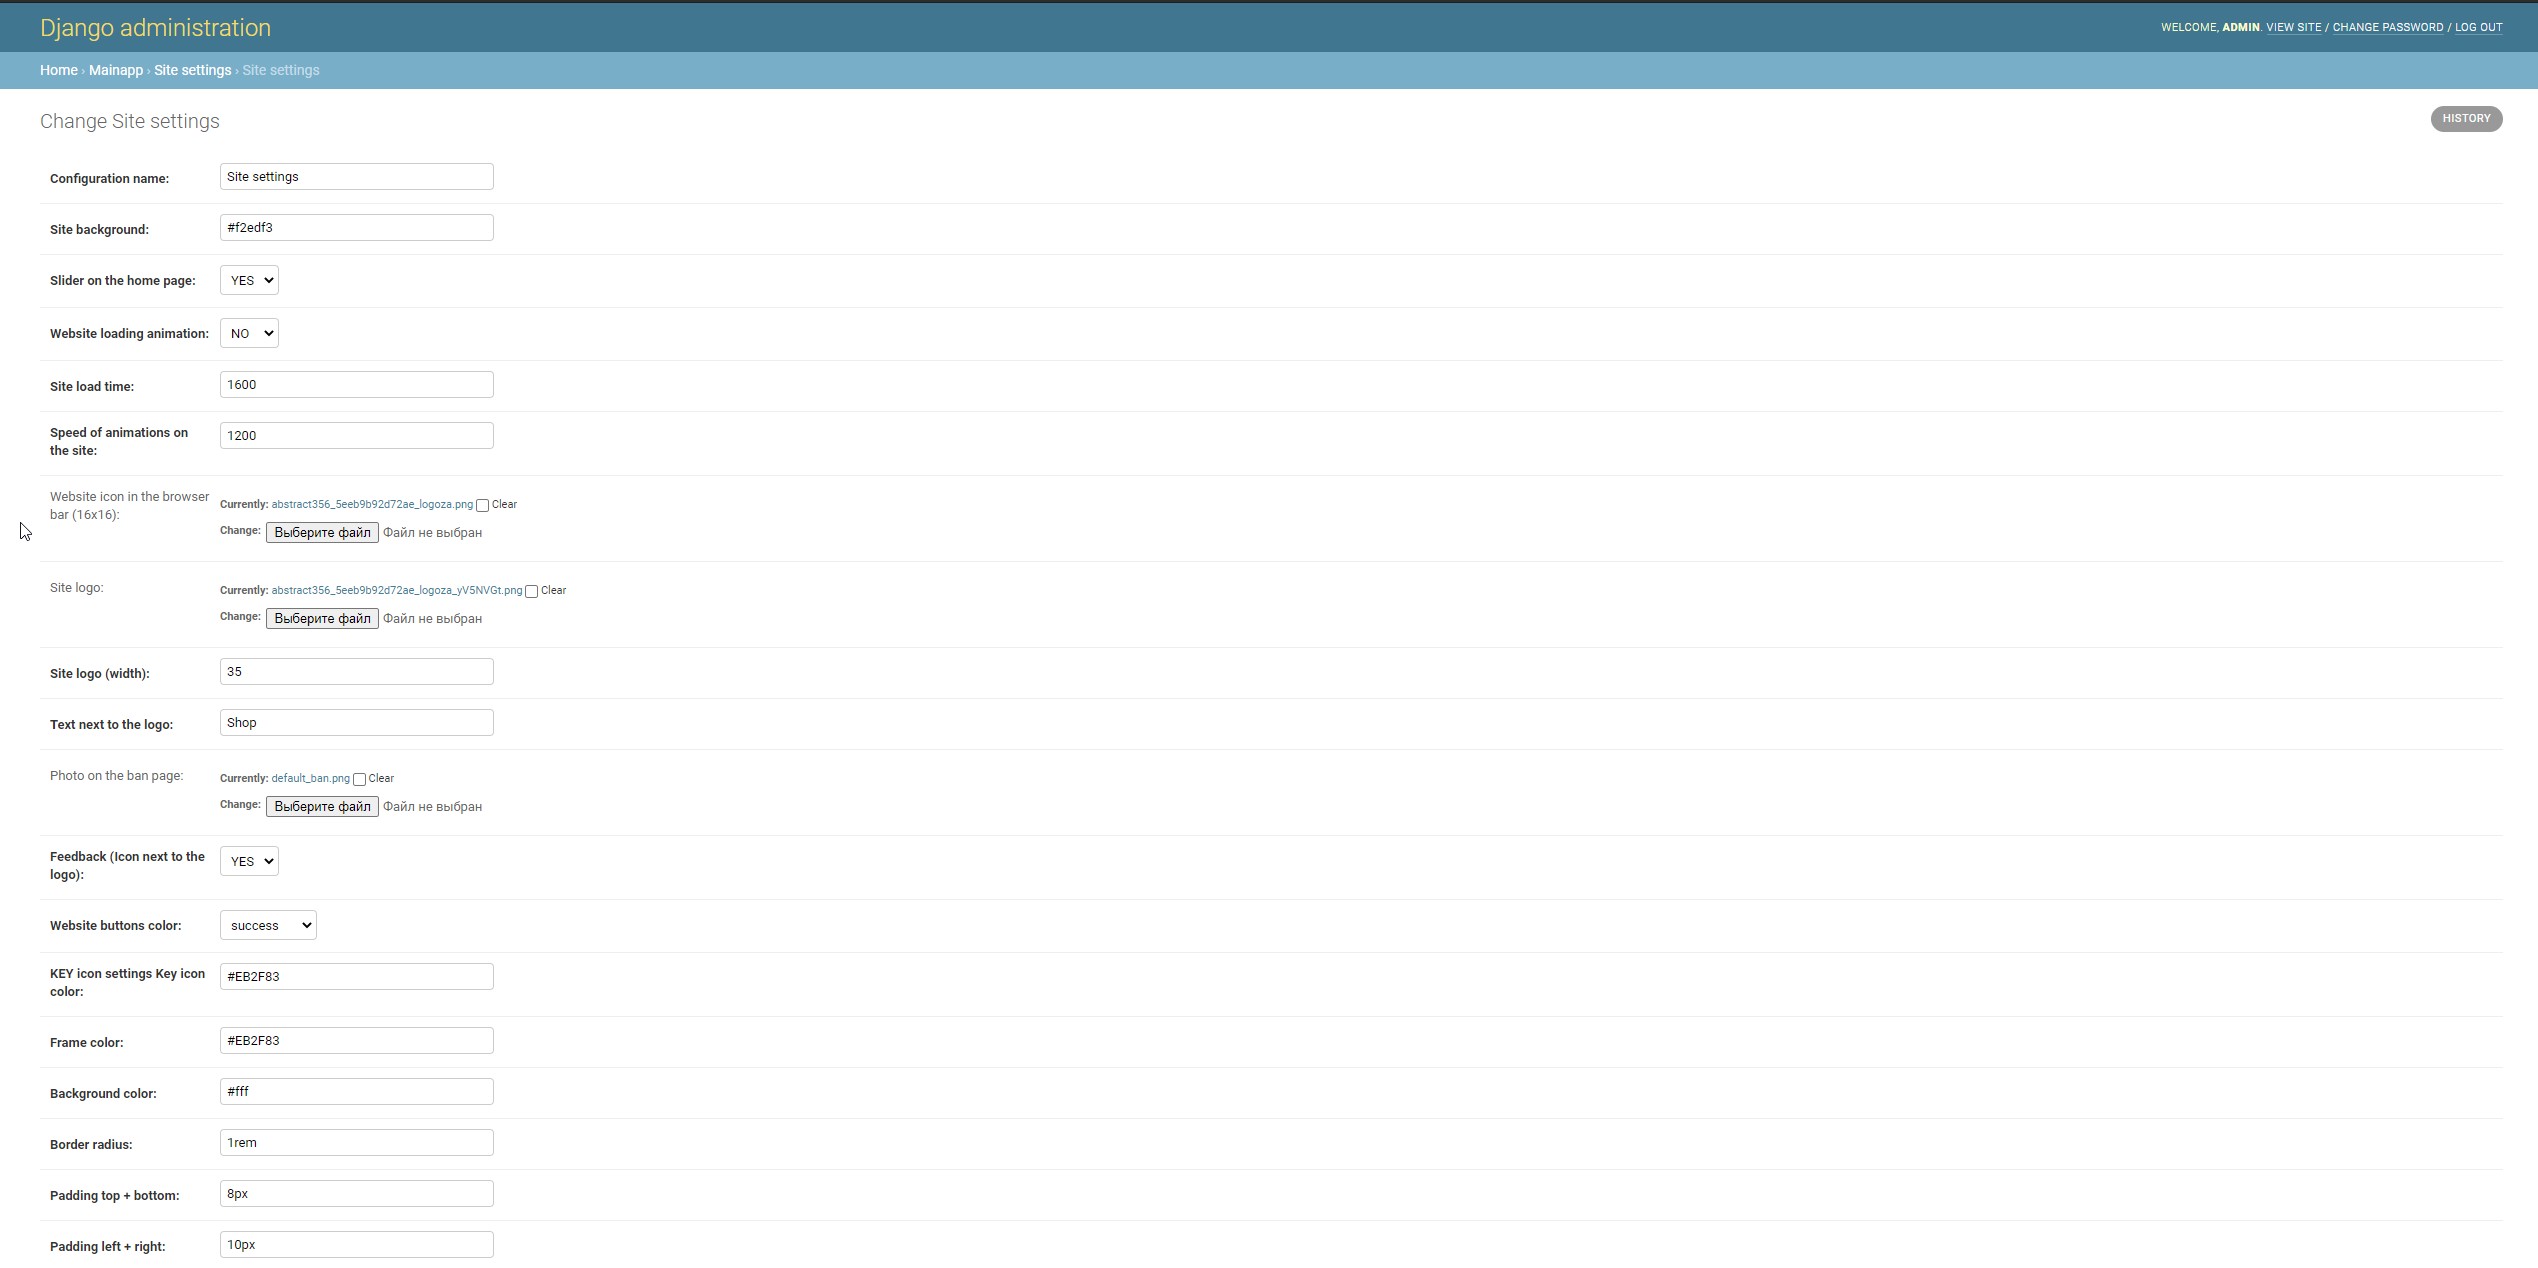 Django administration
WELCOME, ADMIN. VIEW SITE / CHANGE PASSWORD / LOG OUT
Home › Mainapp › Site settings › Site settings
Change Site settings
HISTORY
Configuration name: Site settings
Site background: #f2edf3
Slider on the home page: YES
Website loading animation: NO
Site load time: 1600
Speed of animations on
the site:
1200
Website icon in the browser
bar (16x16):
Currently: abstract356_5eeb9b92d72ae_logoza.png Clear
Change: Выберите файл Файл не выбран
Site logo:
Currently: abstract356_5eeb9b92d72ae_logoza_yV5NVGt.png Clear
Change: Выберите файл Файл не выбран
Site logo (width): 35
Text next to the logo: Shop
Photo on the ban page:
Currently: default_ban.png Clear
Change: Выберите файл Файл не выбран
Feedback (Icon next to the
logo):
YES
Website buttons color: success
KEY icon settings Key icon
color:
#EB2F83
Frame color: #EB2F83
Background color: #fff
Border radius: 1rem
Padding top + bottom: 8px
Padding left + right: 10px